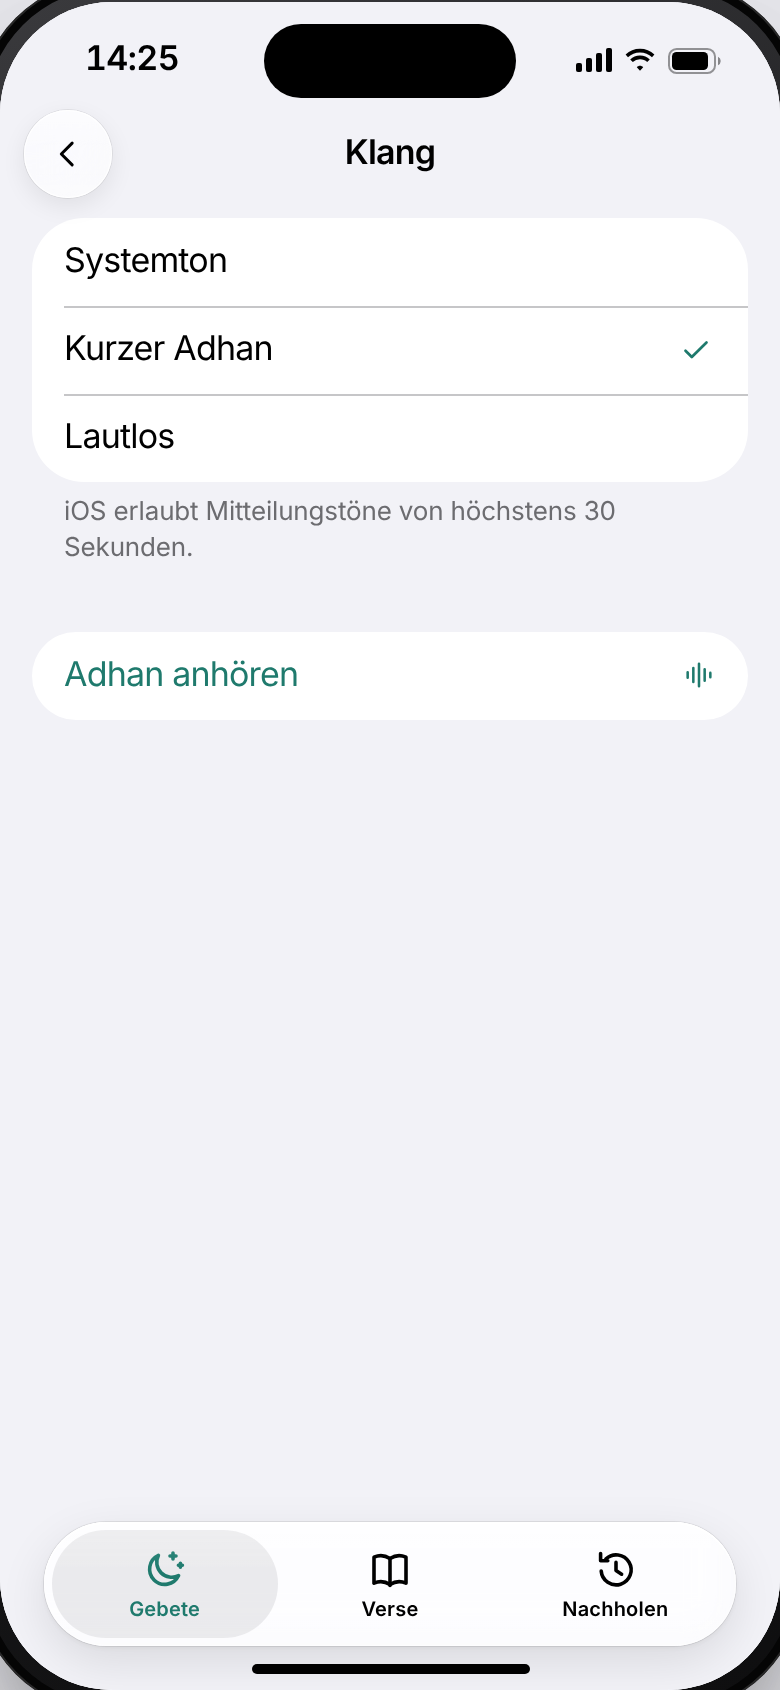 14:25
Klang
Systemton
Kurzer Adhan
Lautlos
iOS erlaubt Mitteilungstöne von höchstens 30
Sekunden.
Adhan anhören
Gebete
Verse
Nachholen